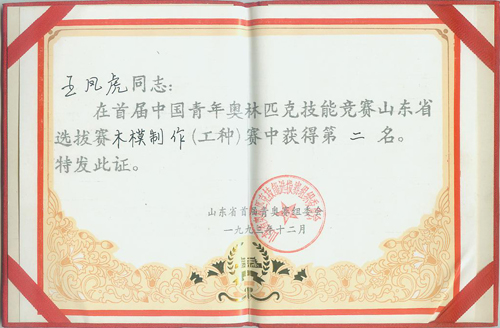 王凤虎同志：
在首届中国青年奥林匹克技能竞赛山东省
选拔赛木模制作(工种)赛中获得第二名。
特发此证。
山东省首届青奥赛组委会
一九九三年十二月